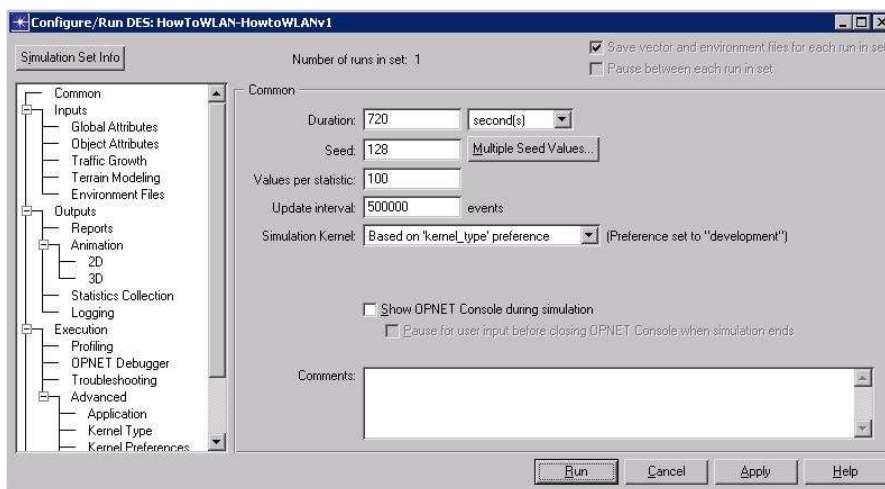 Configure/Run DES: HowToWLAN-HowtoWLANv1
Simulation Set Info
Number of runs in set: 1
Save vector and environment files for each run in set
Pause between each run in set
Common
Inputs
Global Attributes
Object Attributes
Traffic Growth
Terrain Modeling
Environment Files
Outputs
Reports
Animation
2D
3D
Statistics Collection
Logging
Execution
Profiling
OPNET Debugger
Troubleshooting
Advanced
Application
Kernel Type
Kernel Preferences
Common
Duration: 720 second(s)
Seed: 128 Multiple Seed Values...
Values per statistic: 100
Update interval: 500000 events
Simulation Kernel: Based on 'kernel_type' preference (Preference set to "development")
Show OPNET Console during simulation
Pause for user input before closing OPNET Console when simulation ends
Comments:
Run Cancel Apply Help